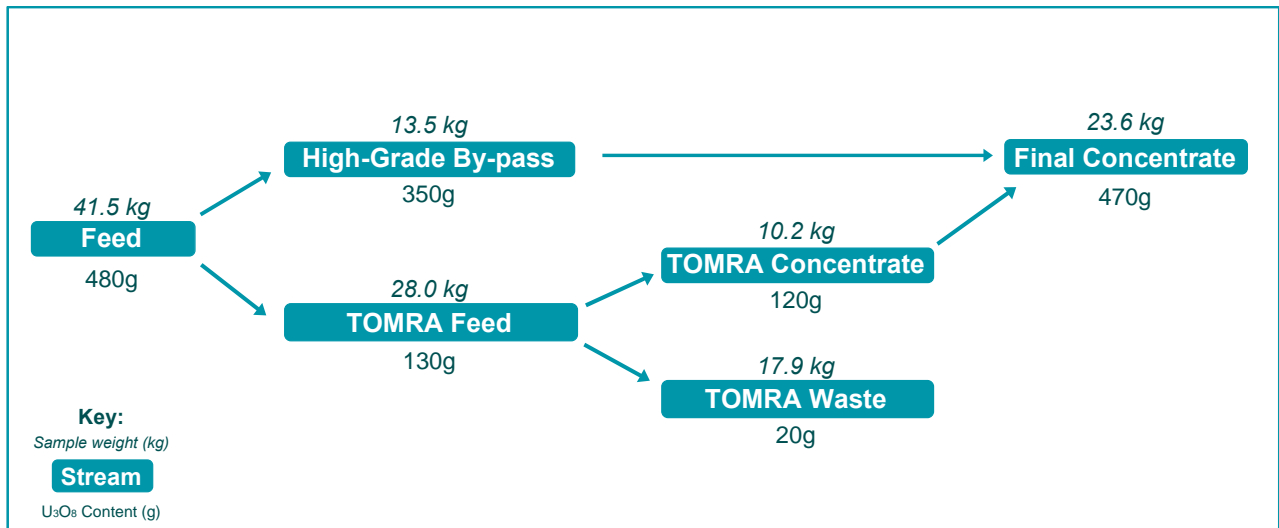 13.5 kg
High-Grade By-pass
350g
23.6 kg
Final Concentrate
470g
41.5 kg
Feed
480g
10.2 kg
TOMRA Concentrate
120g
28.0 kg
TOMRA Feed
130g
17.9 kg
TOMRA Waste
20g
Key:
Sample weight (kg)
Stream
U₃O₈ Content (g)